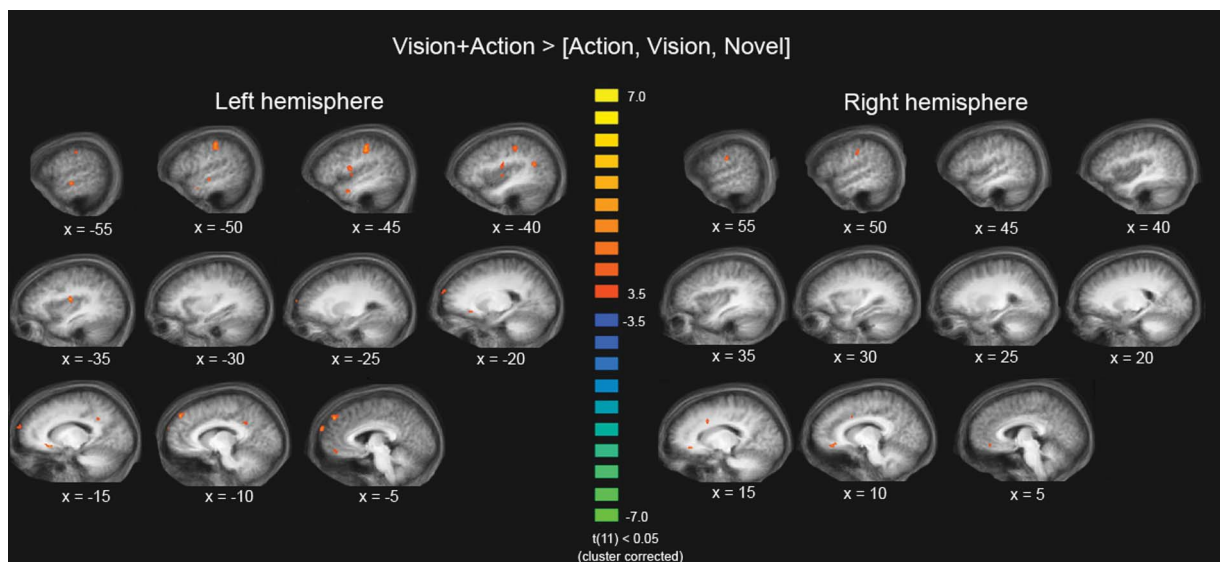 Vision+Action > [Action, Vision, Novel]
Left hemisphere
7.0
Right hemisphere
x = -55
x = -50
x = -45
x = -40
55
50
x = 45
x = 40
x = -35
x = -30
x = -25
x = -20
3.5
-3.5
x = 35
x = 30
x = 25
x = 20
x = -15
x = -10
x = -5
x = 15
x = 10
x = 5
-7.0
t(11) < 0.05
(cluster corrected)